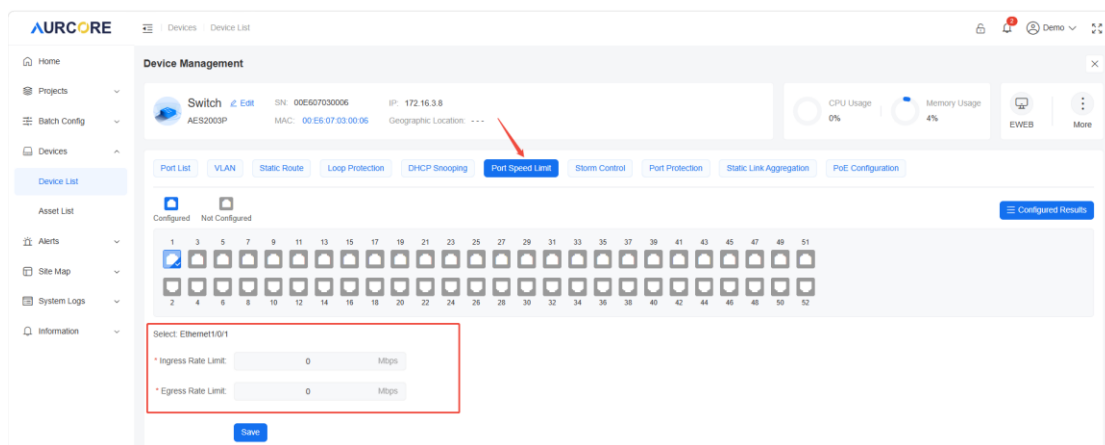 AURCORE
Devices Device List
2
Demo
Home
Projects
Batch Config
Devices
Device List
Asset List
Alerts
Site Map
System Logs
Information
Device Management
Switch Edit SN: 00E607030006 IP: 172.16.3.8
AES2003P MAC: 00:E6:07:03:00:06 Geographic Location: ---
CPU Usage
0%
Memory Usage
4%
EWEB
More
Port List VLAN Static Route Loop Protection DHCP Snooping Port Speed Limit Storm Control Port Protection Static Link Aggregation PoE Configuration
Configured Not Configured
Configured Results
1 3 5 7 9 11 13 15 17 19 21 23 25 27 29 31 33 35 37 39 41 43 45 47 49 51
2 4 6 8 10 12 14 16 18 20 22 24 26 28 30 32 34 36 38 40 42 44 46 48 50 52
Select: Ethernet1/0/1
* Ingress Rate Limit: 0 Mbps
* Egress Rate Limit: 0 Mbps
Save